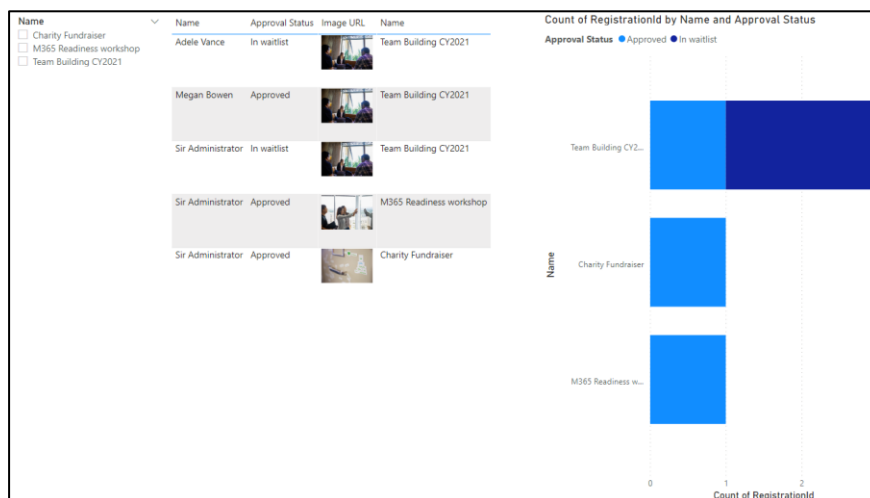 Name
Charity Fundraiser
M365 Readiness workshop
Team Building CY2021
Name Approval Status Image URL Name
Adele Vance In waitlist Team Building CY2021
Megan Bowen Approved Team Building CY2021
Sir Administrator In waitlist Team Building CY2021
Sir Administrator Approved M365 Readiness workshop
Sir Administrator Approved Charity Fundraiser
Count of RegistrationId by Name and Approval Status
Approval Status Approved In waitlist
Team Building CY2...
Charity Fundraiser
M365 Readiness w...
Name
0 1 2
Count of RegistrationId